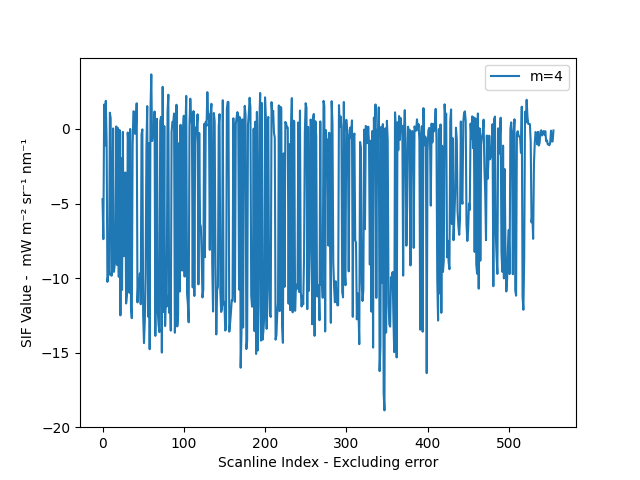 m=4
0
−5
−10
−15
−20
SIF Value -  mW m⁻² sr⁻¹ nm⁻¹
0 100 200 300 400 500
Scanline Index - Excluding error